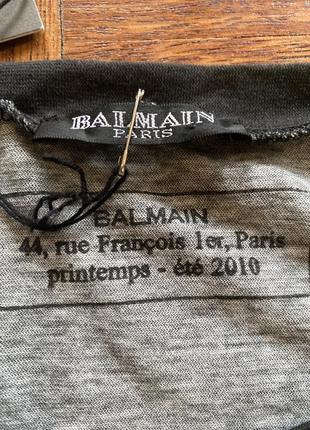 BALMAIN
PARIS
BALMAIN
44, rue François 1er, Paris
printemps - été 2010